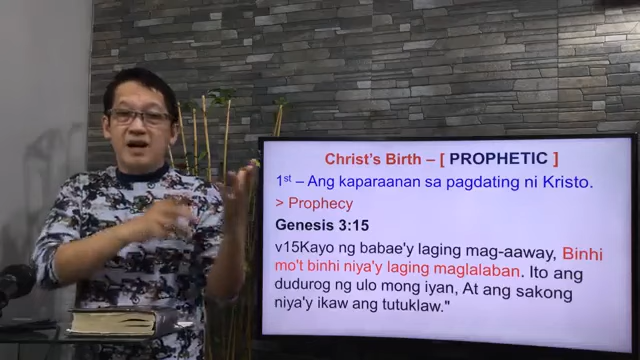 Christ's Birth – [ PROPHETIC ]
1st – Ang kaparaanan sa pagdating ni Kristo.
> Prophecy
Genesis 3:15
v15Kayo ng babae'y laging mag-aaway, Binhi
mo't binhi niya'y laging maglalaban. Ito ang
dudurog ng ulo mong iyan, At ang sakong
niya'y ikaw ang tutuklaw."